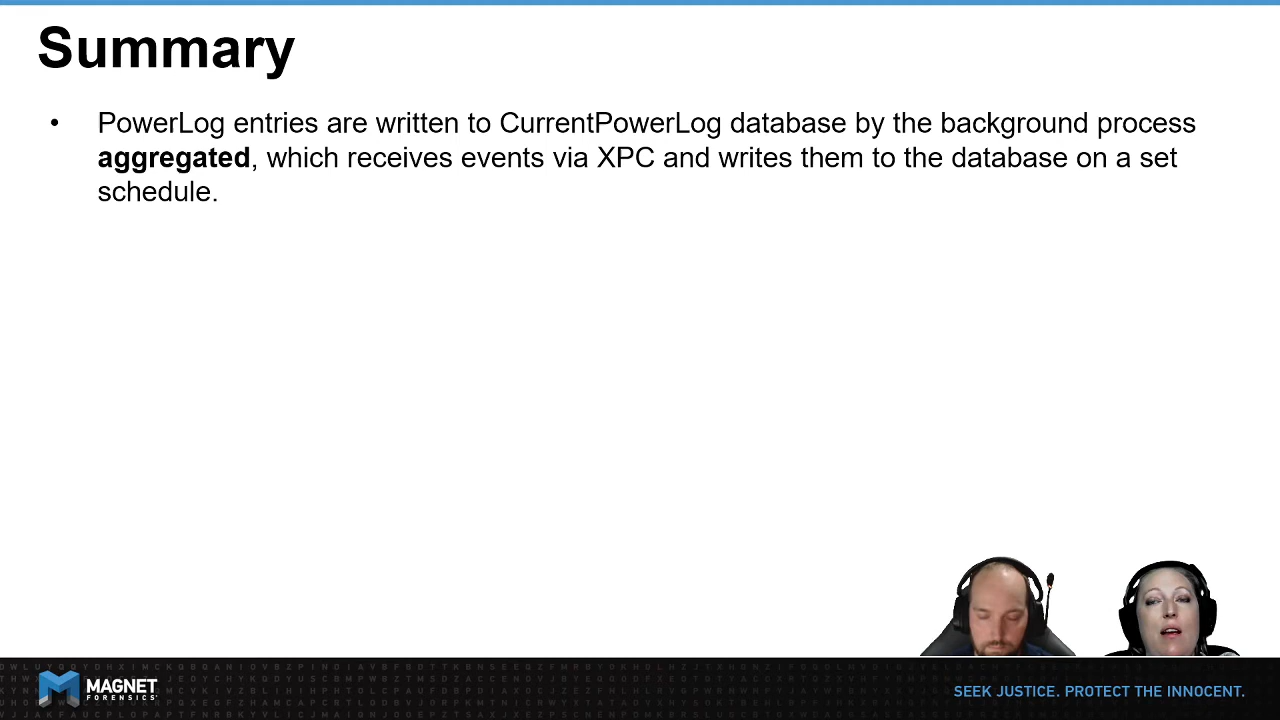 Summary
• PowerLog entries are written to CurrentPowerLog database by the background process
aggregated, which receives events via XPC and writes them to the database on a set
schedule.
MAGNET
FORENSICS
SEEK JUSTICE. PROTECT THE INNOCENT.